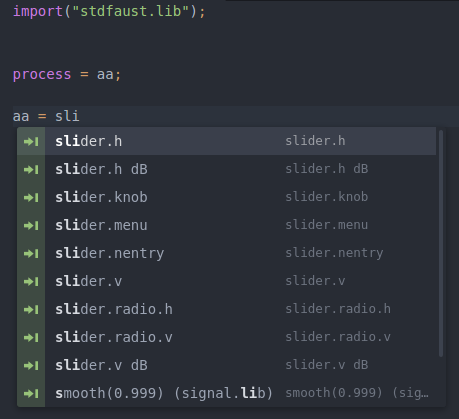 import("stdfaust.lib");
process = aa;
aa = sli
slider.h slider.h
slider.h dB slider.h dB
slider.knob slider.knob
slider.menu slider.menu
slider.nentry slider.nentry
slider.v slider.v
slider.radio.h slider.radio.h
slider.radio.v slider.radio.v
slider.v dB slider.v dB
smooth(0.999) (signal.lib) smooth(0.999) (sig…